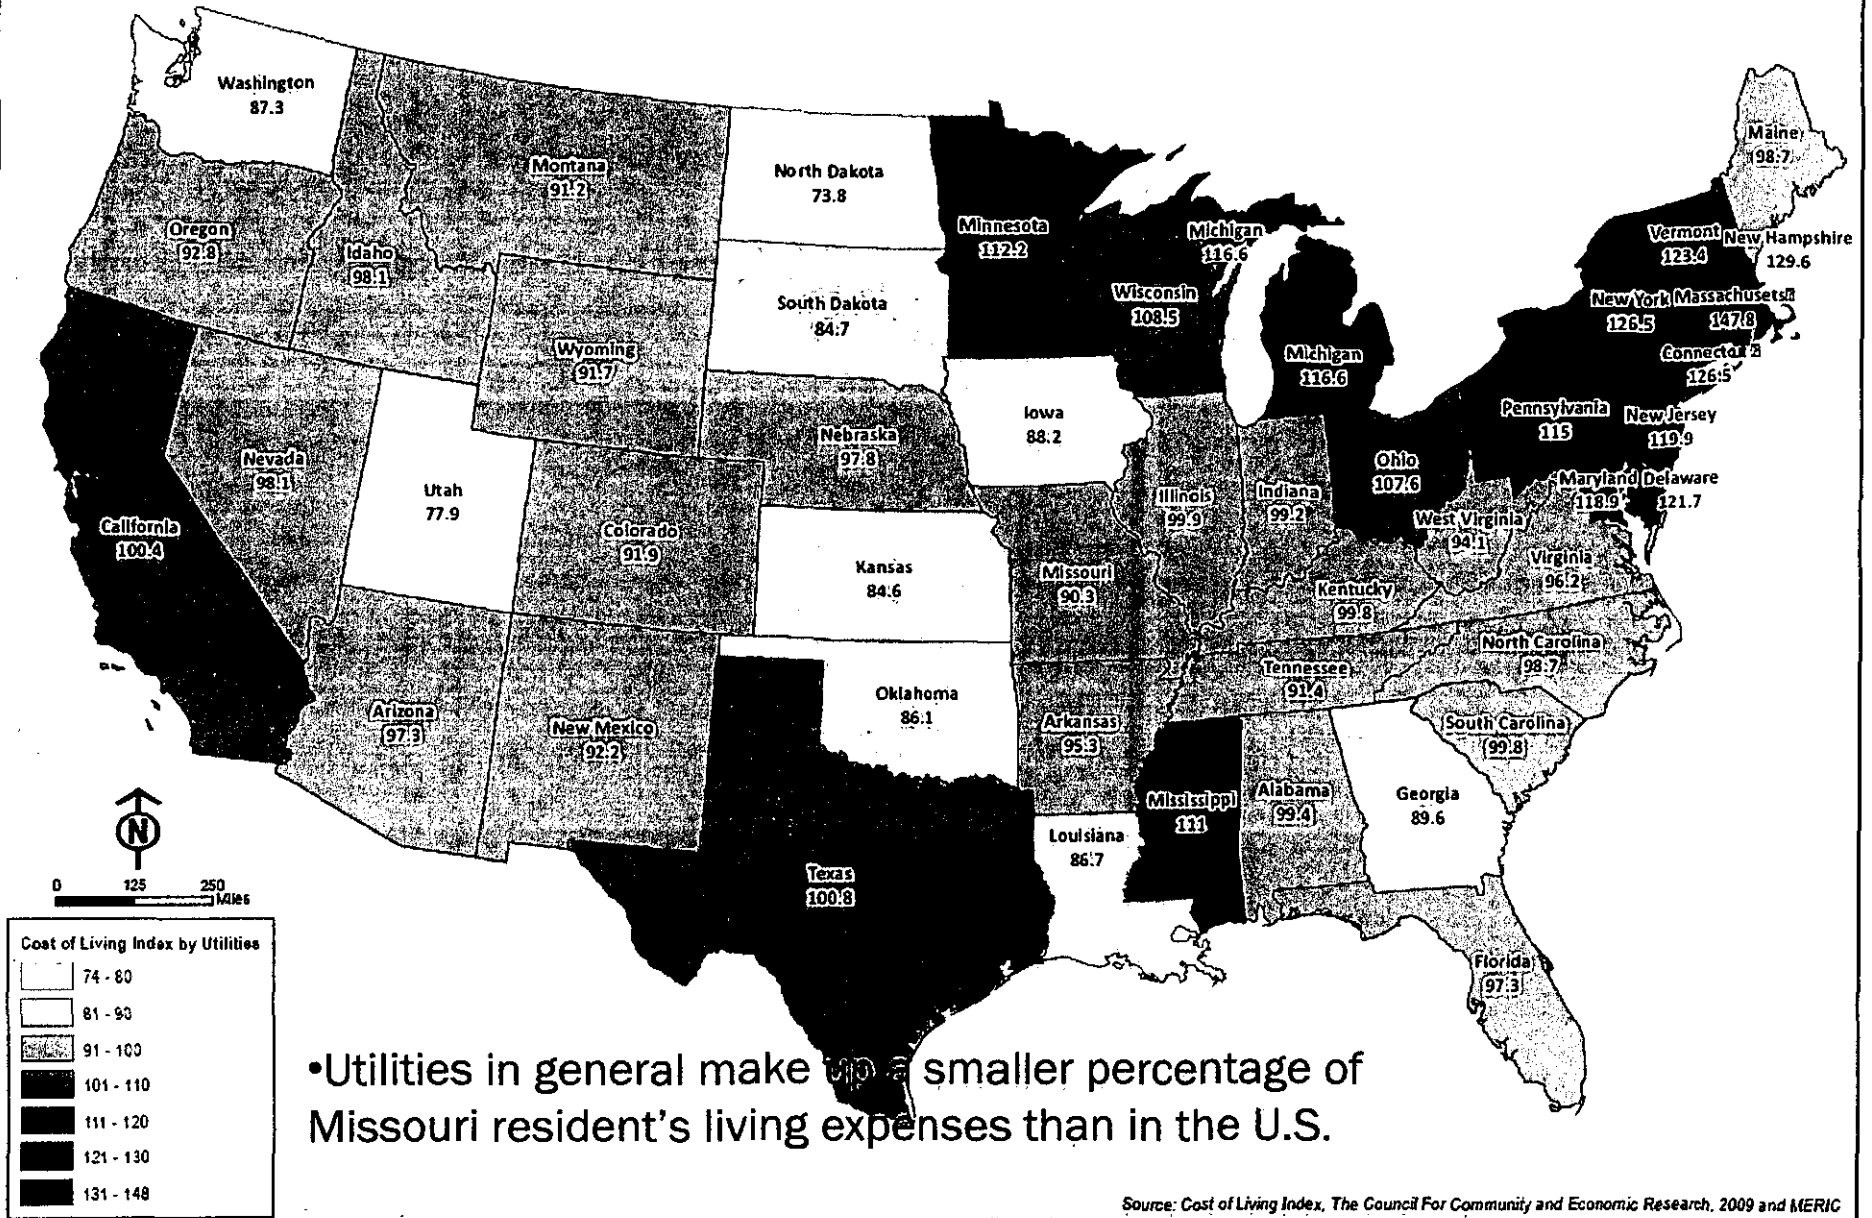 Washington
87.3
Montana
91.2
North Dakota
73.8
Minnesota
112.2
Michigan
116.6
Maine
98.7
Oregon
92.8
Idaho
98.1
Vermont
123.4
New Hampshire
129.6
South Dakota
84.7
Wisconsin
108.5
New York
126.5
Massachusets
147.8
Wyoming
91.7
Michigan
116.6
Connect
126.5
Iowa
88.2
Pennsylvania
115
New Jersey
119.9
Nebraska
97.8
Nevada
98.1
Utah
77.9
Ohio
107.6
Maryland
118.9
Delaware
121.7
Illinois
99.9
Indiana
99.2
West Virginia
94.1
California
100.4
Colorado
91.9
Kansas
84.6
Missouri
90.3
Kentucky
99.8
Virginia
96.2
North Carolina
98.7
Tennessee
91.4
Oklahoma
86.1
Arizona
97.3
New Mexico
92.2
Arkansas
95.3
South Carolina
99.8
Mississippi
111
Alabama
99.4
Georgia
89.6
Louisiana
86.7
Texas
100.8
Florida
97.3
N
0 125 250
Miles
Cost of Living Index by Utilities
74 - 80
81 - 90
91 - 100
101 - 110
111 - 120
121 - 130
131 - 148
•Utilities in general make up a smaller percentage of
Missouri resident's living expenses than in the U.S.
Source: Cost of Living Index, The Council For Community and Economic Research, 2009 and MERIC